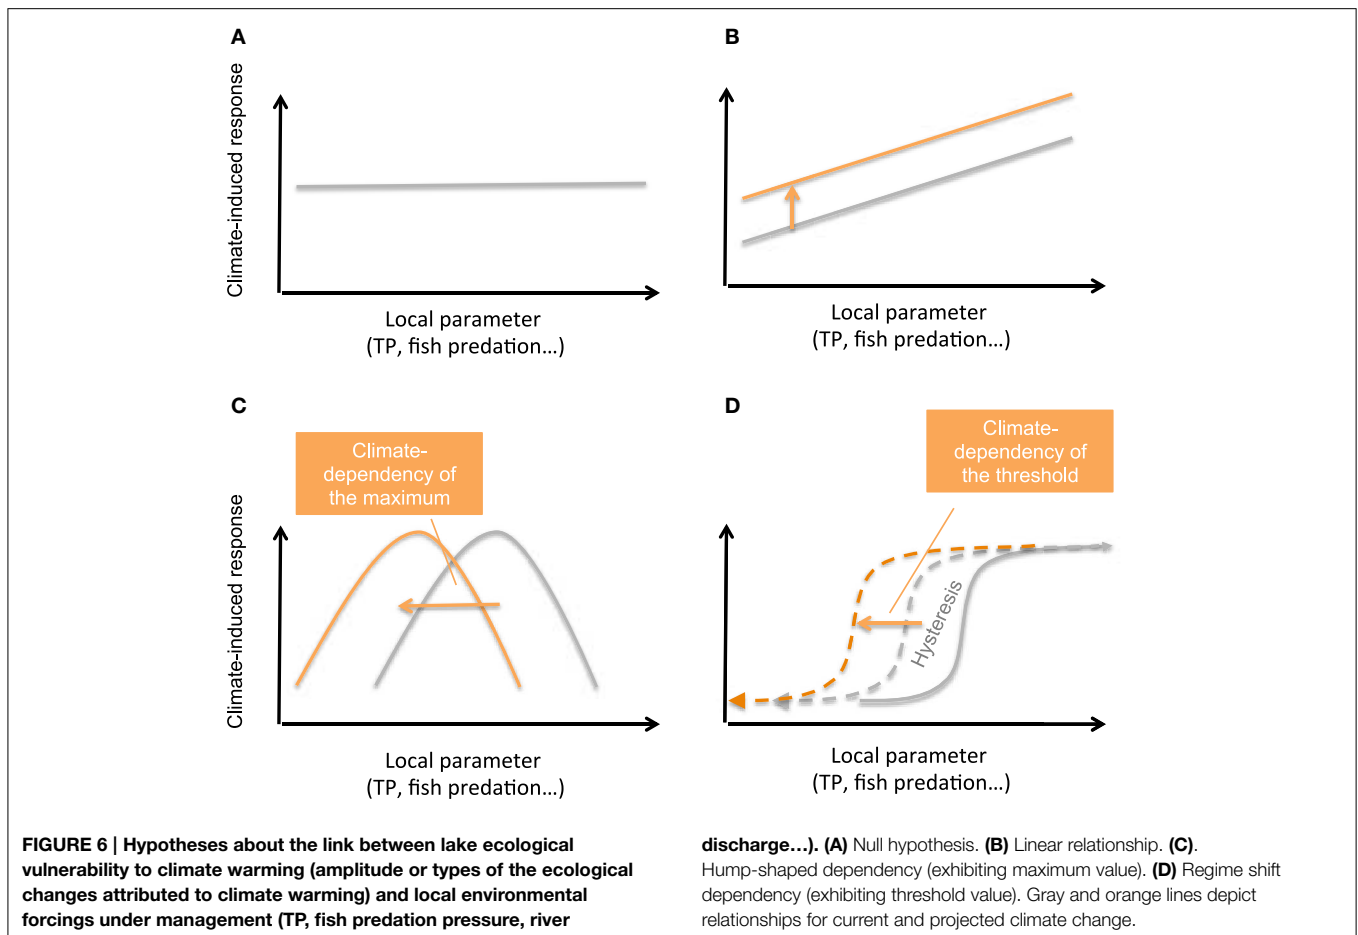 A
Climate-induced response
Local parameter
(TP, fish predation...)
B
Local parameter
(TP, fish predation...)
C
Climate-
dependency of
the maximum
Climate-induced response
Local parameter
(TP, fish predation...)
D
Climate-
dependency of
the threshold
Hysteresis
Local parameter
(TP, fish predation...)
FIGURE 6 | Hypotheses about the link between lake ecological
vulnerability to climate warming (amplitude or types of the ecological
changes attributed to climate warming) and local environmental
forcings under management (TP, fish predation pressure, river
discharge...). (A) Null hypothesis. (B) Linear relationship. (C).
Hump-shaped dependency (exhibiting maximum value). (D) Regime shift
dependency (exhibiting threshold value). Gray and orange lines depict
relationships for current and projected climate change.